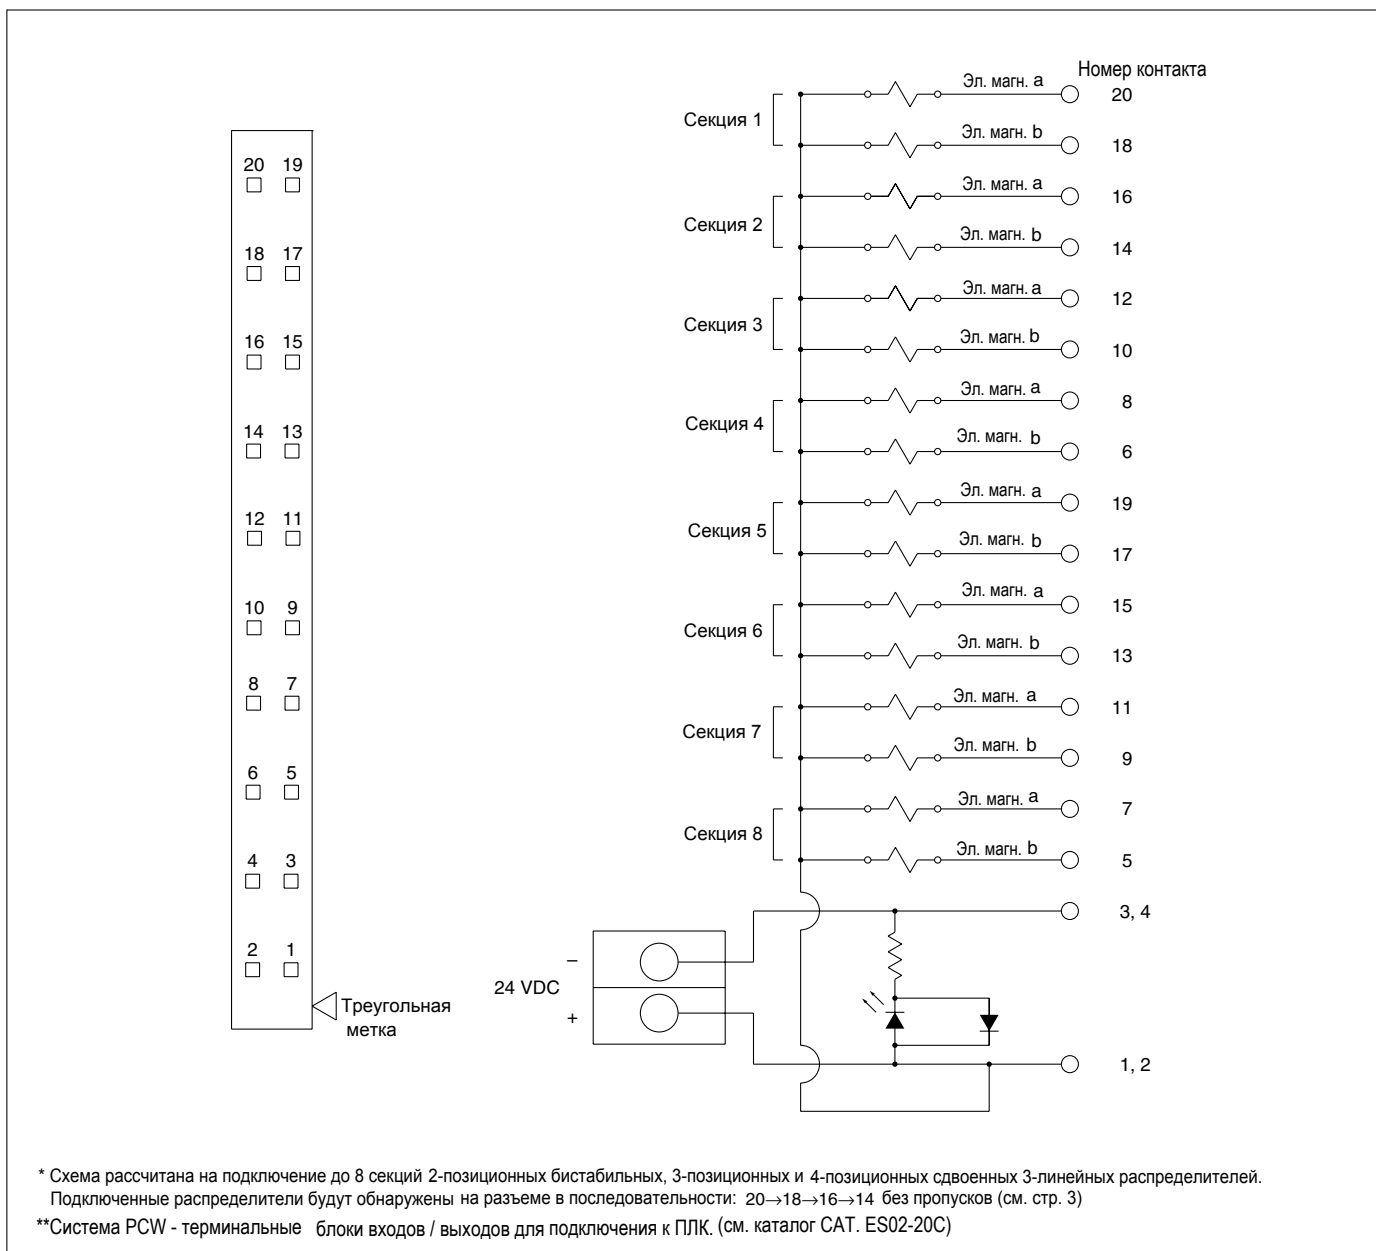 Номер контакта
Эл. магн. a
20
Секция 1
Эл. магн. b
18
20 19
Эл. магн. a
16
Секция 2
Эл. магн. b
14
18 17
Эл. магн. a
12
Секция 3
Эл. магн. b
10
16 15
Эл. магн. a
8
Секция 4
Эл. магн. b
6
14 13
Эл. магн. a
19
Секция 5
Эл. магн. b
17
12 11
Эл. магн. a
15
Секция 6
Эл. магн. b
13
10 9
Эл. магн. a
11
Секция 7
Эл. магн. b
9
8 7
Эл. магн. a
7
Секция 8
Эл. магн. b
5
6 5
4 3
3, 4
2 1
–
24 VDC
+
Треугольная
метка
1, 2
* Схема рассчитана на подключение до 8 секций 2-позиционных бистабильных, 3-позиционных и 4-позиционных сдвоенных 3-линейных распределителей.
Подключенные распределители будут обнаружены на разъеме в последовательности: 20→18→16→14 без пропусков (см. стр. 3)
**Система PCW - терминальные блоки входов / выходов для подключения к ПЛК. (см. каталог CAT. ES02-20C)